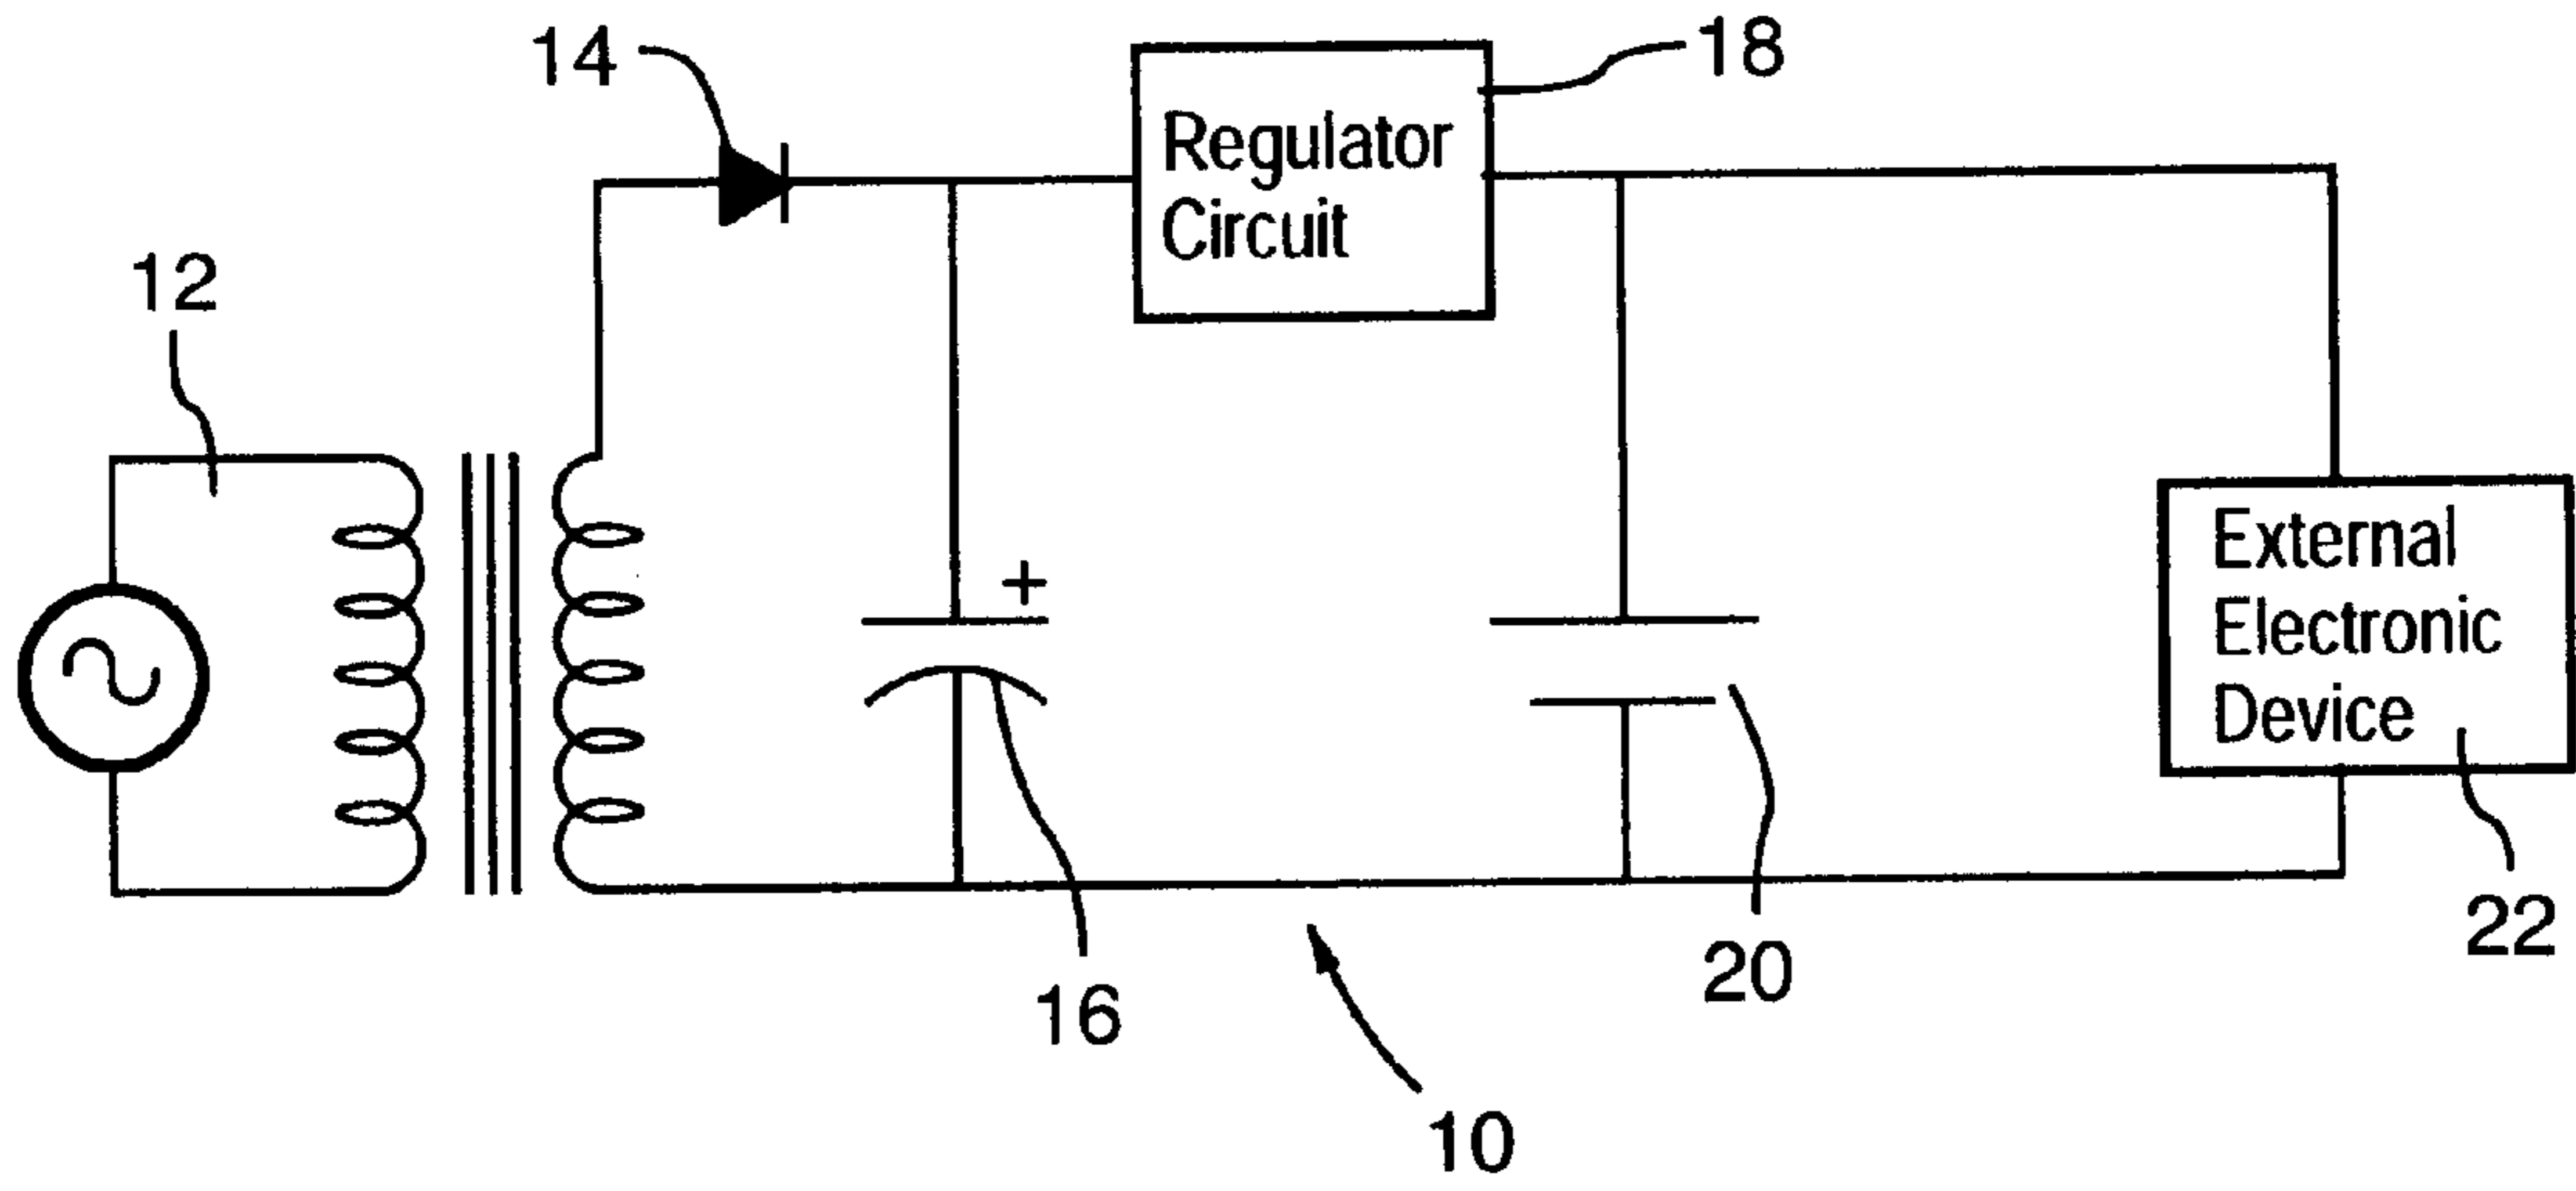 14
18
Regulator
Circuit
12
+
External
Electronic
Device
22
20
16
10